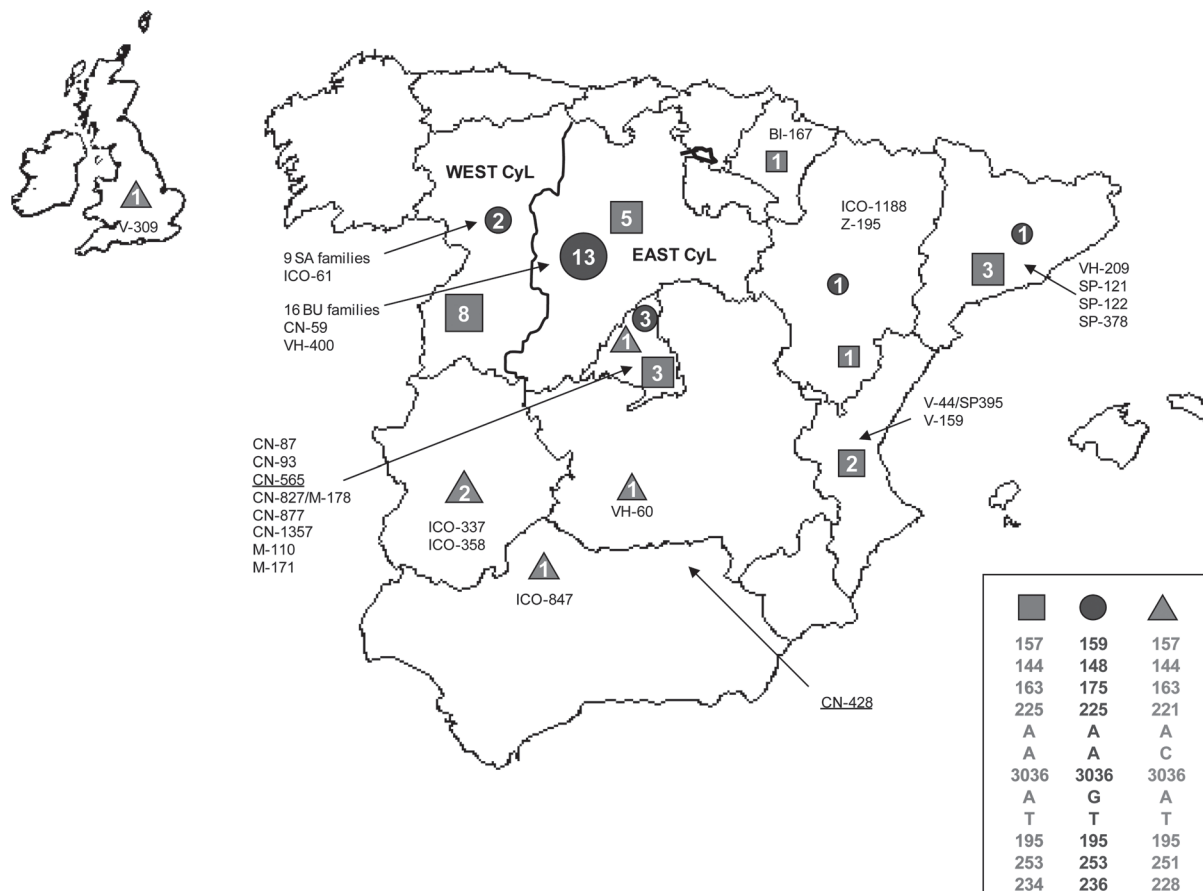 1
V-309
WEST CyL
2
9 SA families
ICO-61
16 BU families
CN-59
VH-400
8
5
13
EAST CyL
BI-167
1
ICO-1188
Z-195
1
1
1
3
VH-209
SP-121
SP-122
SP-378
3
1
3
V-44/SP395
V-159
2
CN-87
CN-93
CN-565
CN-827/M-178
CN-877
CN-1357
M-110
M-171
2
ICO-337
ICO-358
1
VH-60
1
ICO-847
CN-428
157 159 157
144 148 144
163 175 163
225 225 221
A A A
A A C
3036 3036 3036
A G A
T T T
195 195 195
253 253 251
234 236 228